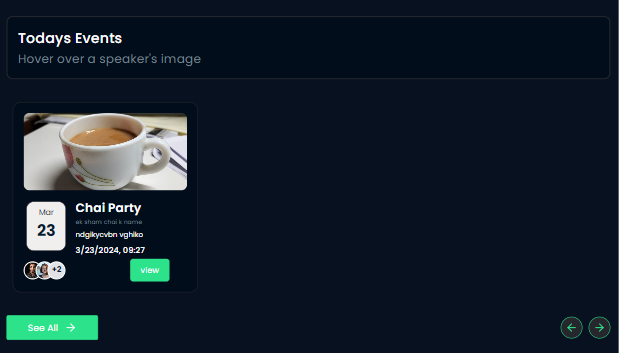 Todays Events
Hover over a speaker's image
Mar
23
Chai Party
ek sham chai k name
ndgikycvbn vghiko
3/23/2024, 09:27
+2
view
See All